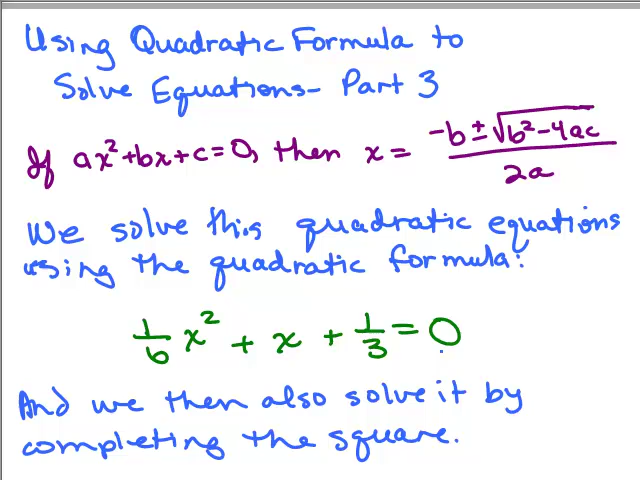 Using Quadratic Formula to
Solve Equations- Part 3
If ax²+bx+c=0, then x = (-b ± √(b²-4ac))/(2a)
We solve this quadratic equations
using the quadratic formula:
1/6 x² + x + 1/3 = 0
And we then also solve it by
completing the square.